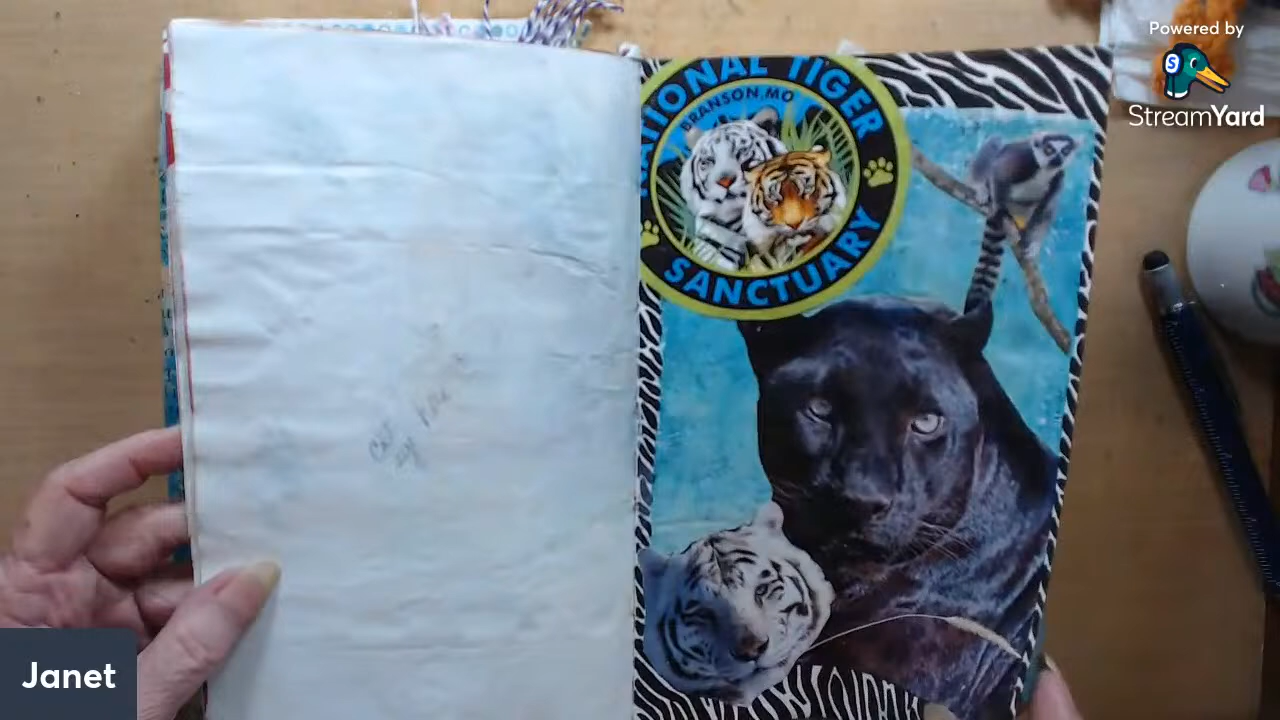 Powered by
StreamYard
NATIONAL TIGER
BRANSON, MO
SANCTUARY
Janet